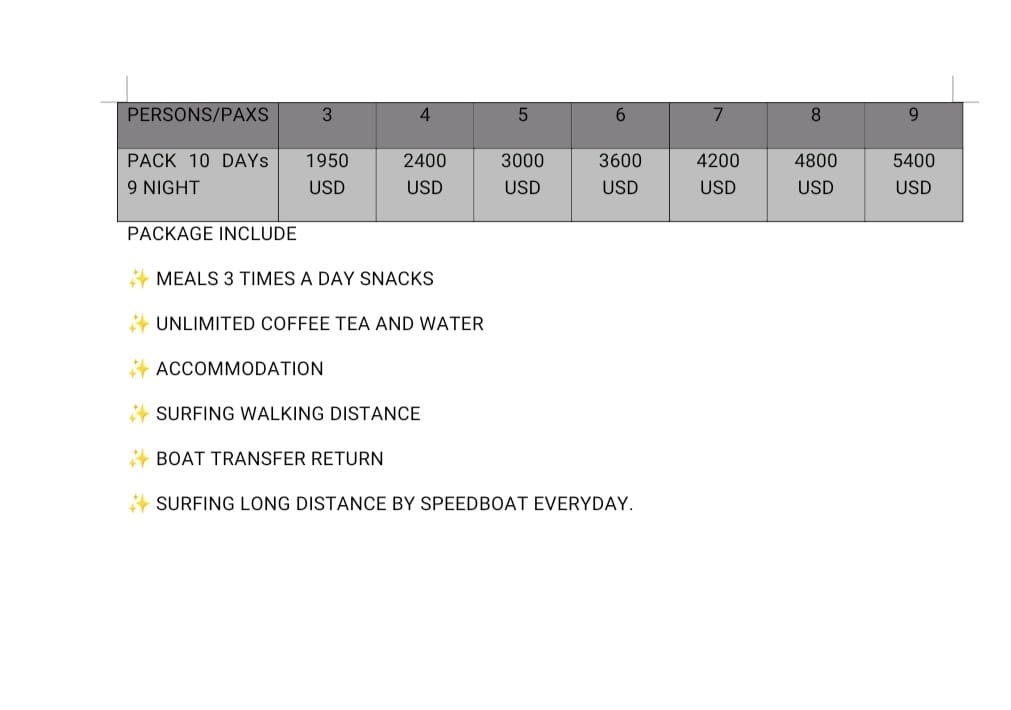 PERSONS/PAXS 3 4 5 6 7 8 9
PACK 10 DAYs 1950 2400 3000 3600 4200 4800 5400
9 NIGHT USD USD USD USD USD USD USD
PACKAGE INCLUDE
✨ MEALS 3 TIMES A DAY SNACKS
✨ UNLIMITED COFFEE TEA AND WATER
✨ ACCOMMODATION
✨ SURFING WALKING DISTANCE
✨ BOAT TRANSFER RETURN
✨ SURFING LONG DISTANCE BY SPEEDBOAT EVERYDAY.